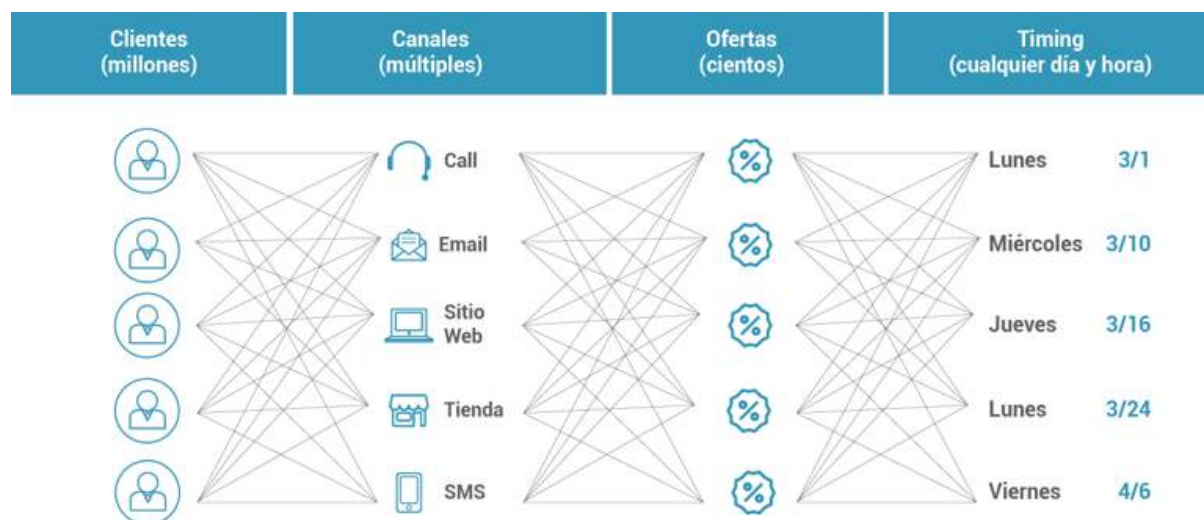 Clientes
(millones)
Canales
(múltiples)
Ofertas
(cientos)
Timing
(cualquier día y hora)
Call
% Lunes 3/1
Email
% Miércoles 3/10
Sitio
Web
% Jueves 3/16
Tienda
% Lunes 3/24
SMS
% Viernes 4/6